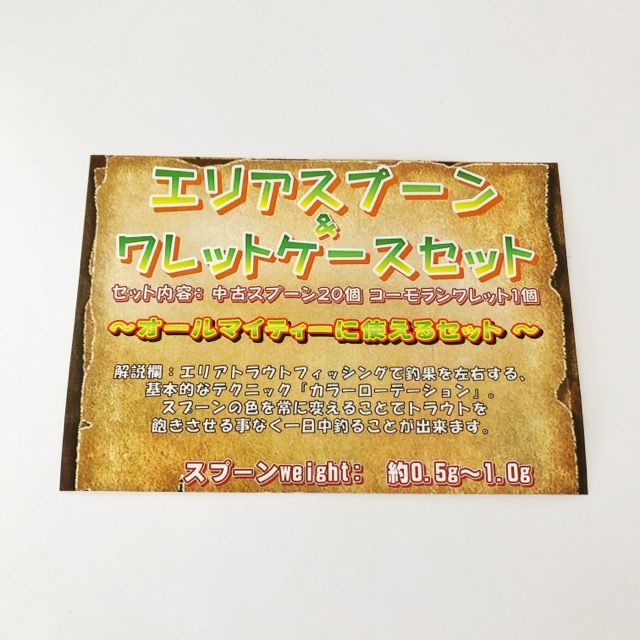 エリアスプーン
&
ワレットケースセット
セット内容：中古スプーン20個 コーモランワレット1個
～オールマイティーに使えるセット～
解説欄：エリアトラウトフィッシングで釣果を左右する、
基本的なテクニック「カラーローテーション」。
スプーンの色を常に変えることでトラウトを
飽きさせる事なく一日中釣ることが出来ます。
スプーンweight： 約0.5g～1.0g